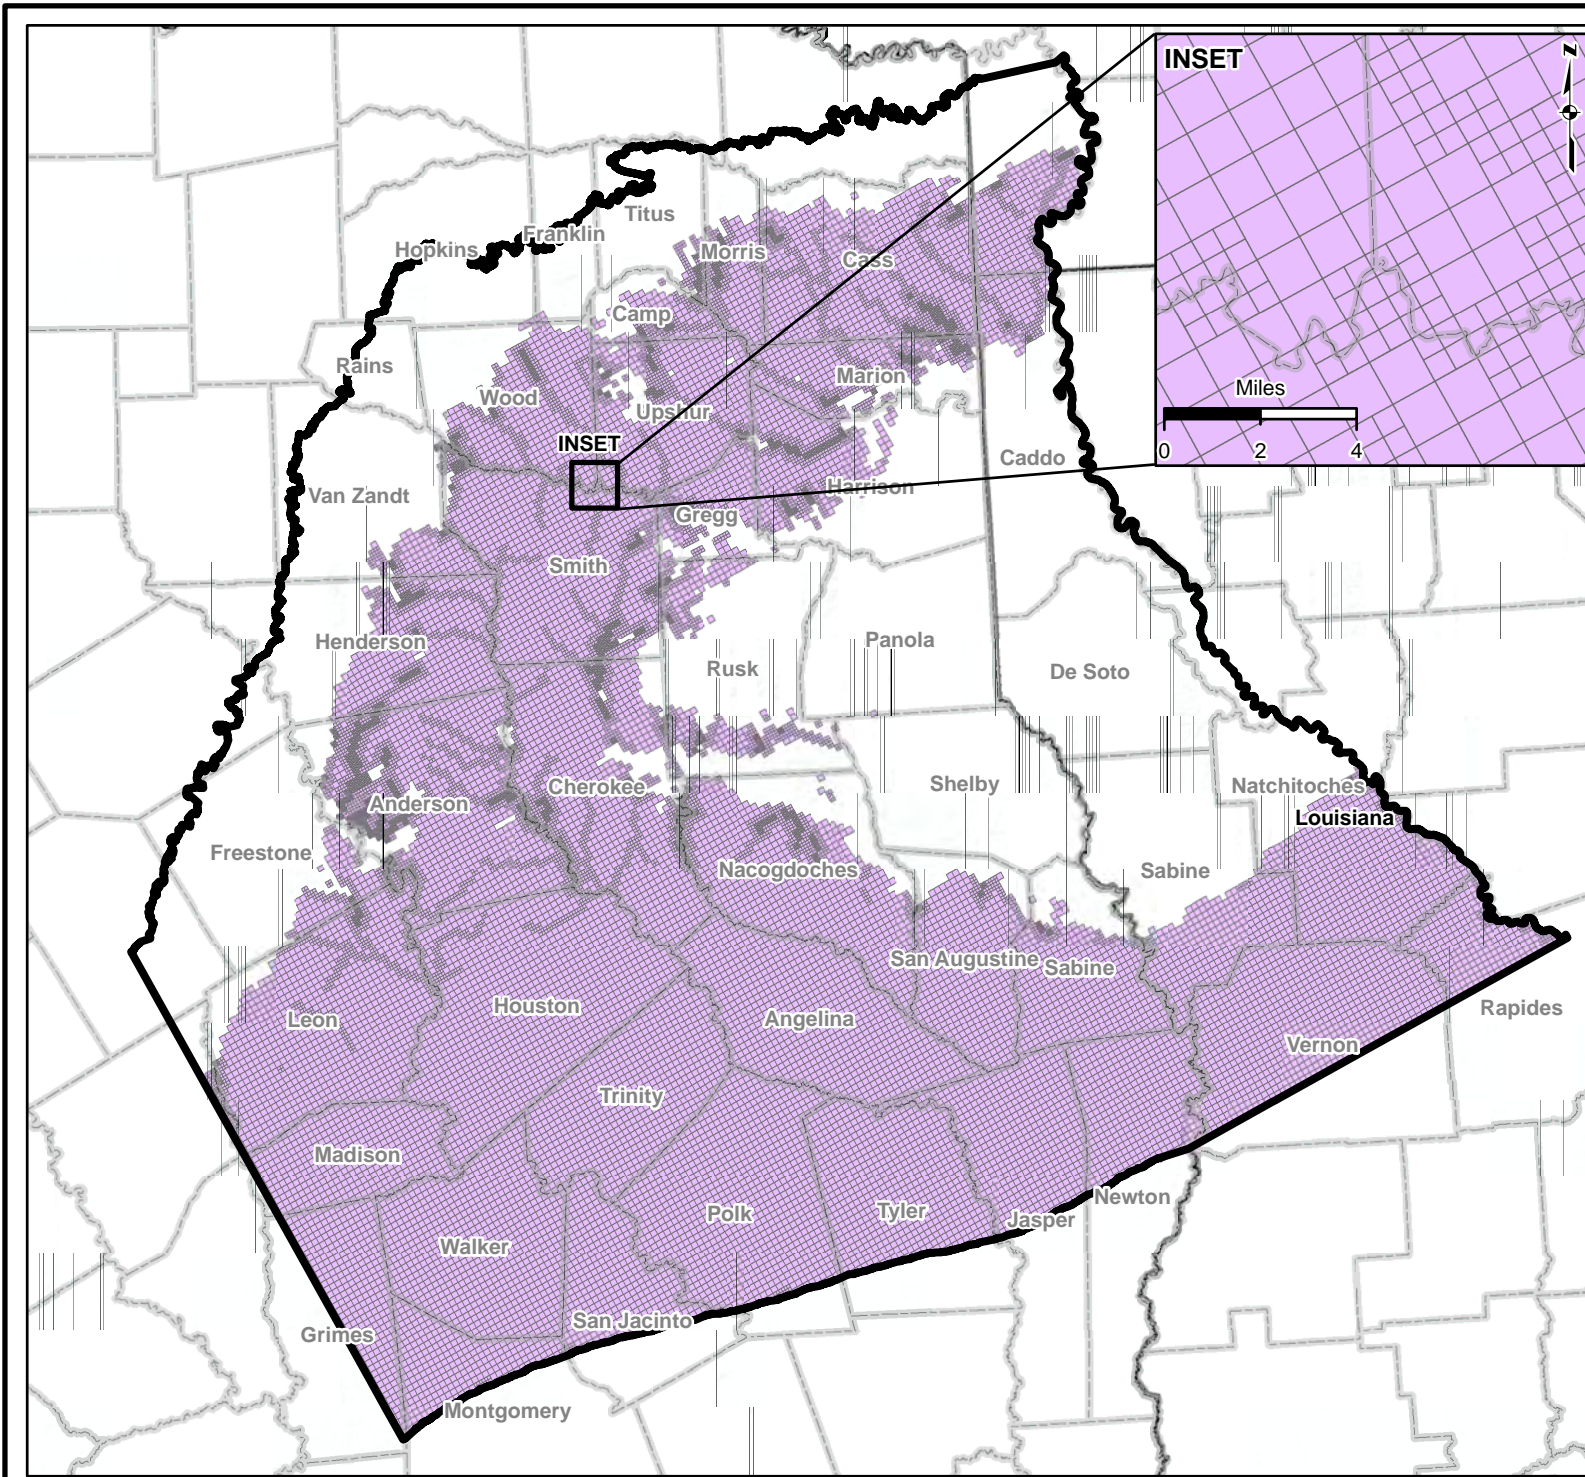 INSET
N
Titus
Franklin
Hopkins
Morris
Cass
Camp
Rains
Marion
Miles
Wood
Upshur
INSET
0 2 4
Caddo
Van Zandt
Harrison
Gregg
Smith
Henderson
Rusk
Panola
De Soto
Cherokee
Shelby
Natchitoches
Anderson
Louisiana
Freestone
Nacogdoches
Sabine
San Augustine
Sabine
Leon
Houston
Angelina
Rapides
Vernon
Trinity
Madison
Newton
Polk
Tyler
Jasper
Walker
San Jacinto
Grimes
Montgomery